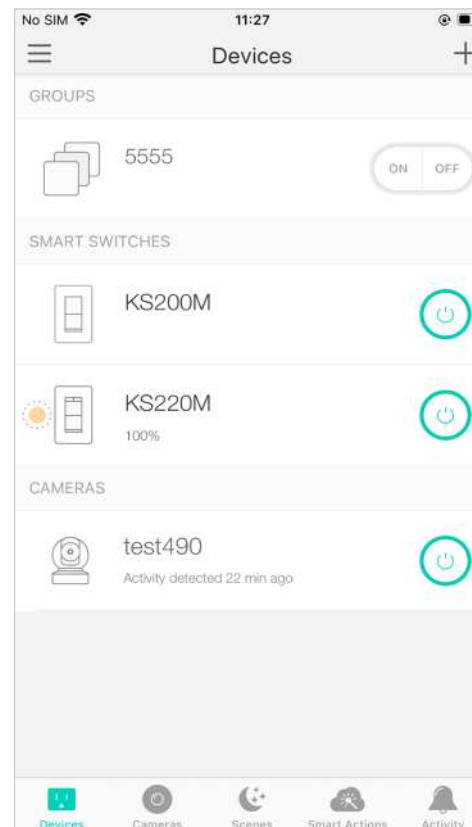 No SIM 11:27
Devices
GROUPS
5555
ON OFF
SMART SWITCHES
KS200M
KS220M
100%
CAMERAS
test490
Activity detected 22 min ago
Devices Cameras Scenes Smart Actions Activity